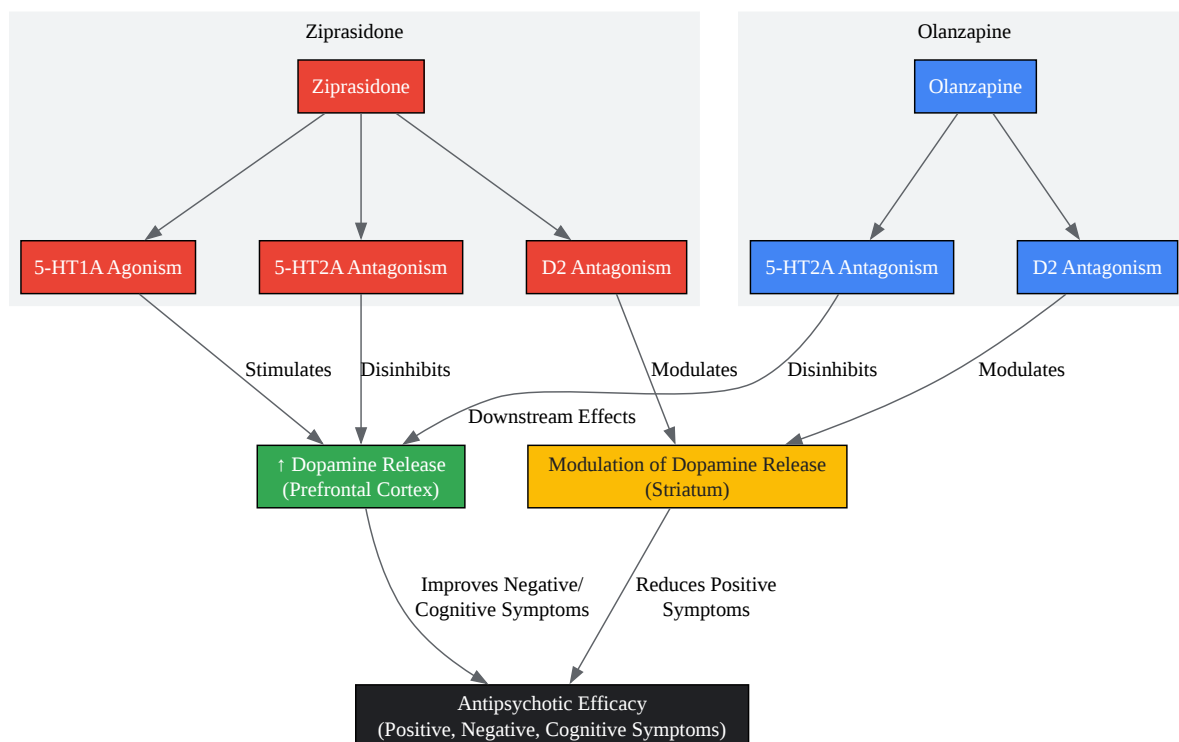 Ziprasidone
Olanzapine
Ziprasidone
Olanzapine
5-HT1A Agonism
5-HT2A Antagonism
D2 Antagonism
5-HT2A Antagonism
D2 Antagonism
Stimulates
Disinhibits
Modulates
Disinhibits
Modulates
Downstream Effects
↑ Dopamine Release
(Prefrontal Cortex)
Modulation of Dopamine Release
(Striatum)
Improves Negative/
Cognitive Symptoms
Reduces Positive
Symptoms
Antipsychotic Efficacy
(Positive, Negative, Cognitive Symptoms)